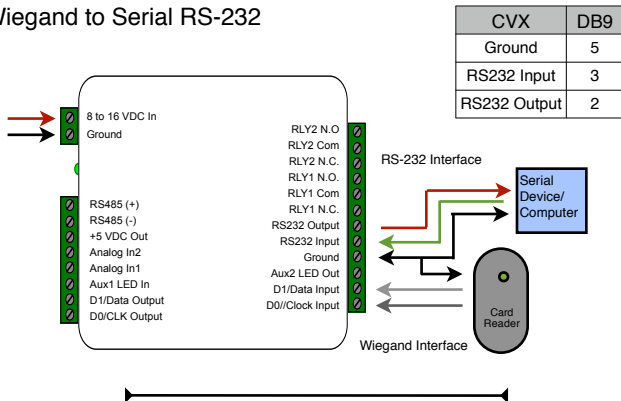 Wiegand to Serial RS-232
CVX DB9
Ground 5
RS232 Input 3
RS232 Output 2
8 to 16 VDC In
Ground
RS485 (+)
RS485 (-)
+5 VDC Out
Analog In2
Analog In1
Aux1 LED In
D1/Data Output
D0/CLK Output
RLY2 N.O
RLY2 Com
RLY2 N.C.
RLY1 N.O.
RLY1 Com
RLY1 N.C.
RS232 Output
RS232 Input
Ground
Aux2 LED Out
D1/Data Input
D0//Clock Input
RS-232 Interface
Serial
Device/
Computer
Card
Reader
Wiegand Interface